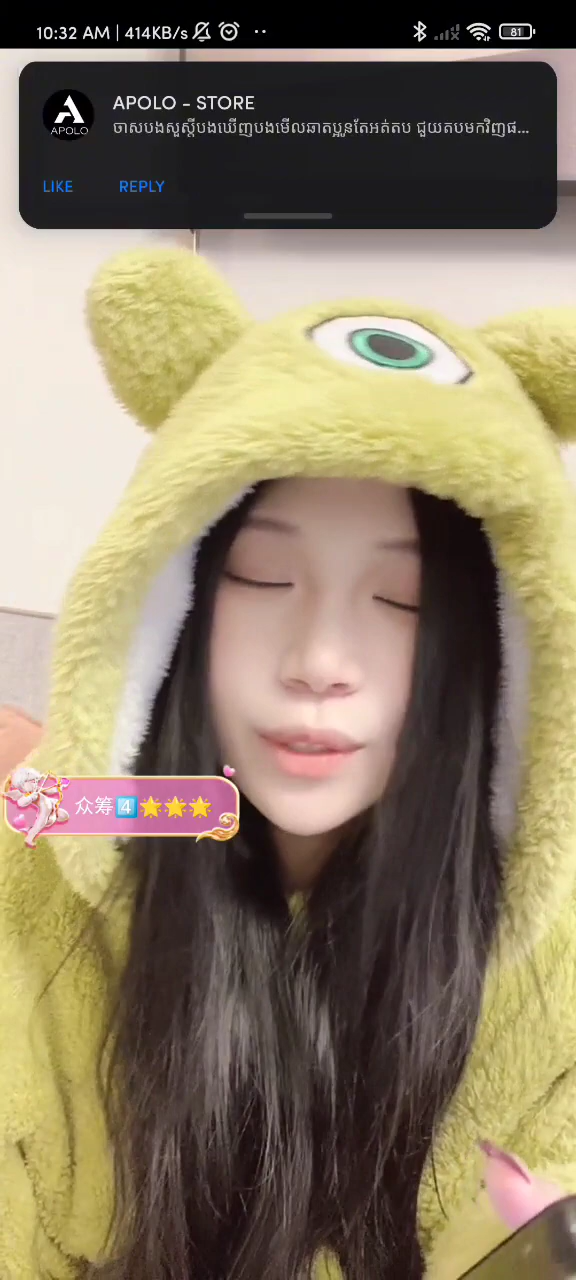 10:32 AM | 414KB/s
81
APOLO - STORE
APOLO
ចាសបងសួស្តីបងឃើញបងមើលឆាតប្អូនតែអត់តប ជួយតបមកវិញផ...
LIKE REPLY
众筹4️⃣🌟🌟🌟